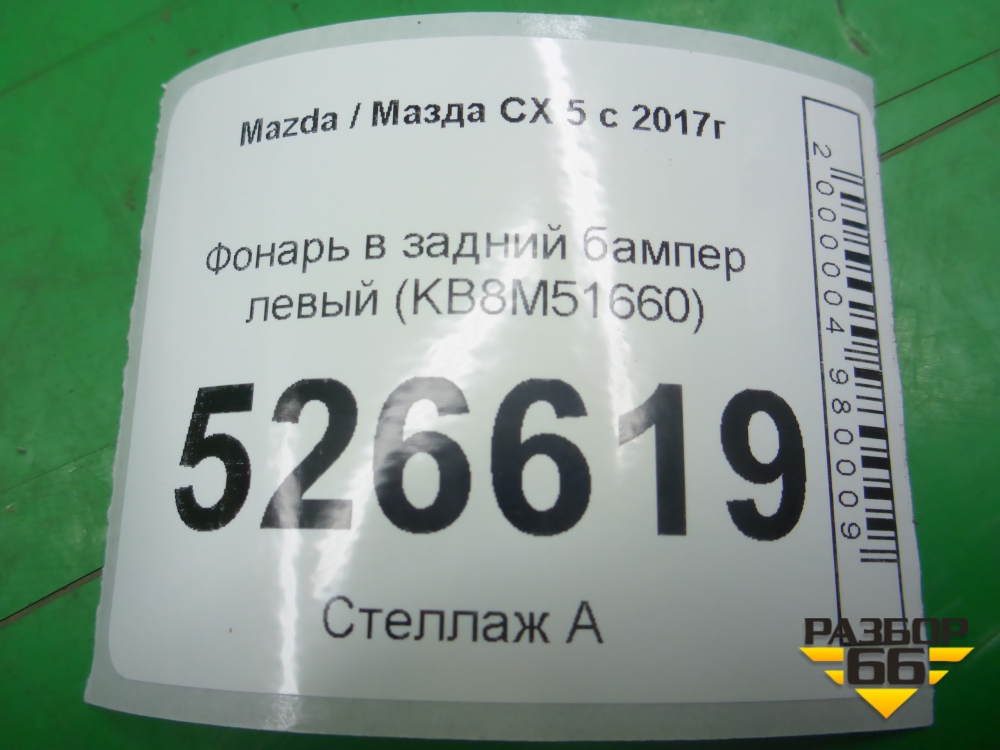 Mazda / Мазда CX 5 с 2017г
Фонарь в задний бампер
левый (KB8M51660)
526619
Стеллаж А
2000004980009
РАЗБОР
66